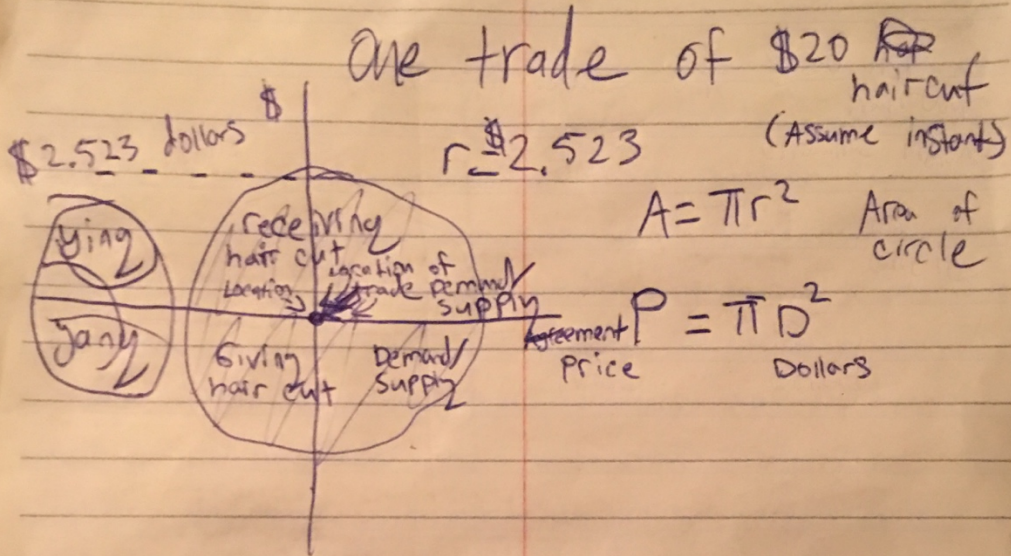 One trade of $20
haircut
(Assume instant)
$
$2.523 dollars
r=$2.523
A=πr² Area of
circle
ying
yang
receiving
hair cut
Location
Location of
trade Demand/
supply
Giving
hair cut
Demand/
supply
Agreement
Price
P = πD²
Dollars